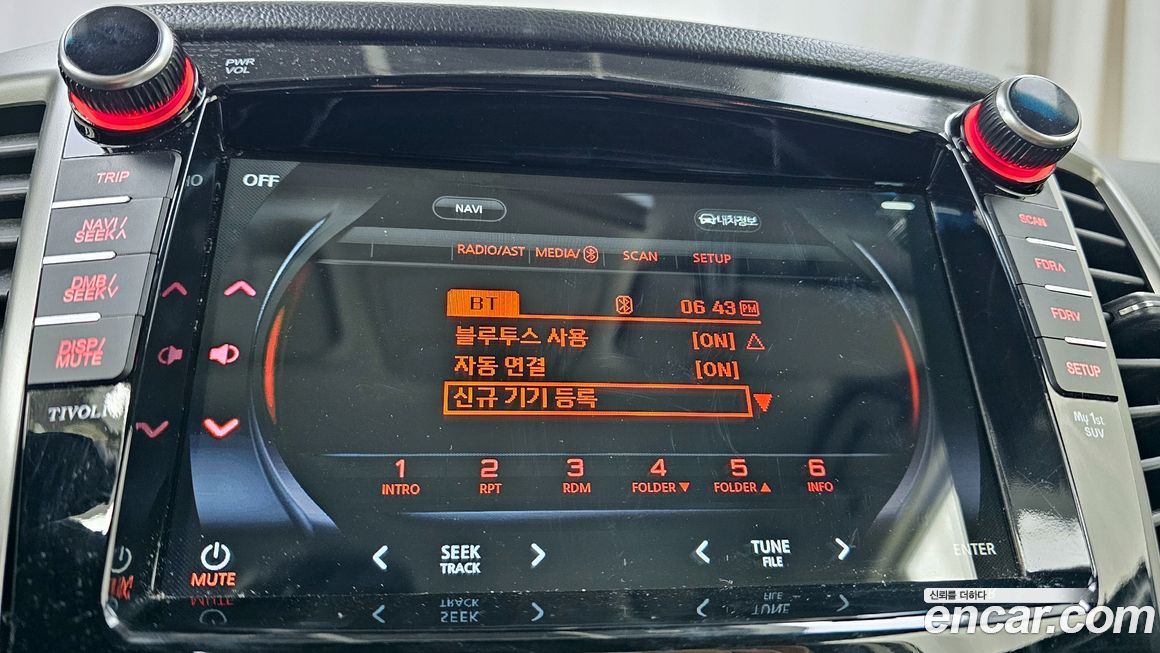 PWR
VOL
TRIP
NAVI/
SEEK∧
DMB/
SEEK∨
DISP/
MUTE
TIVOLI
OFF
NAVI
내차정보
RADIO/AST
MEDIA/
SCAN
SETUP
BT
06 43 PM
블루투스 사용 [ON] △
자동 연결 [ON]
신규 기기 등록 ▼
1 INTRO
2 RPT
3 RDM
4 FOLDER▼
5 FOLDER▲
6 INFO
MUTE
< SEEK >
TRACK
< TUNE >
FILE
ENTER
SCAN
FDR∧
FDR∨
SETUP
My 1st
SUV
신뢰를 더하다
encar.com